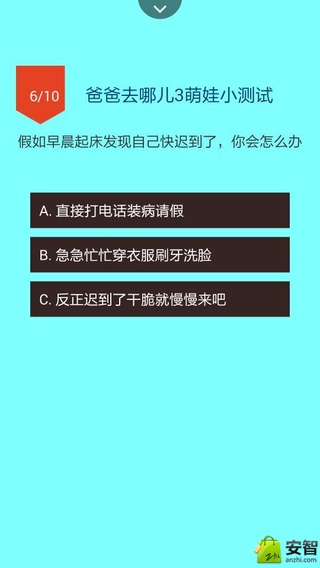 6/10
爸爸去哪儿3萌娃小测试
假如早晨起床发现自己快迟到了，你会怎么办
A. 直接打电话装病请假
B. 急急忙忙穿衣服刷牙洗脸
C. 反正迟到了干脆就慢慢来吧
Zhi
安智
anzhi.com